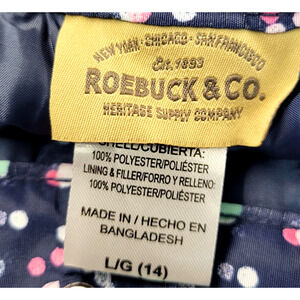 NEW YORK · CHICAGO · SAN FRANCISCO
Est. 1893
ROEBUCK & CO.
HERITAGE SUPPLY COMPANY
SHELL/CUBIERTA:
100% POLYESTER/POLIÉSTER
LINING & FILLER/FORRO Y RELLENO:
100% POLYESTER/POLIÉSTER
MADE IN / HECHO EN
BANGLADESH
L/G (14)